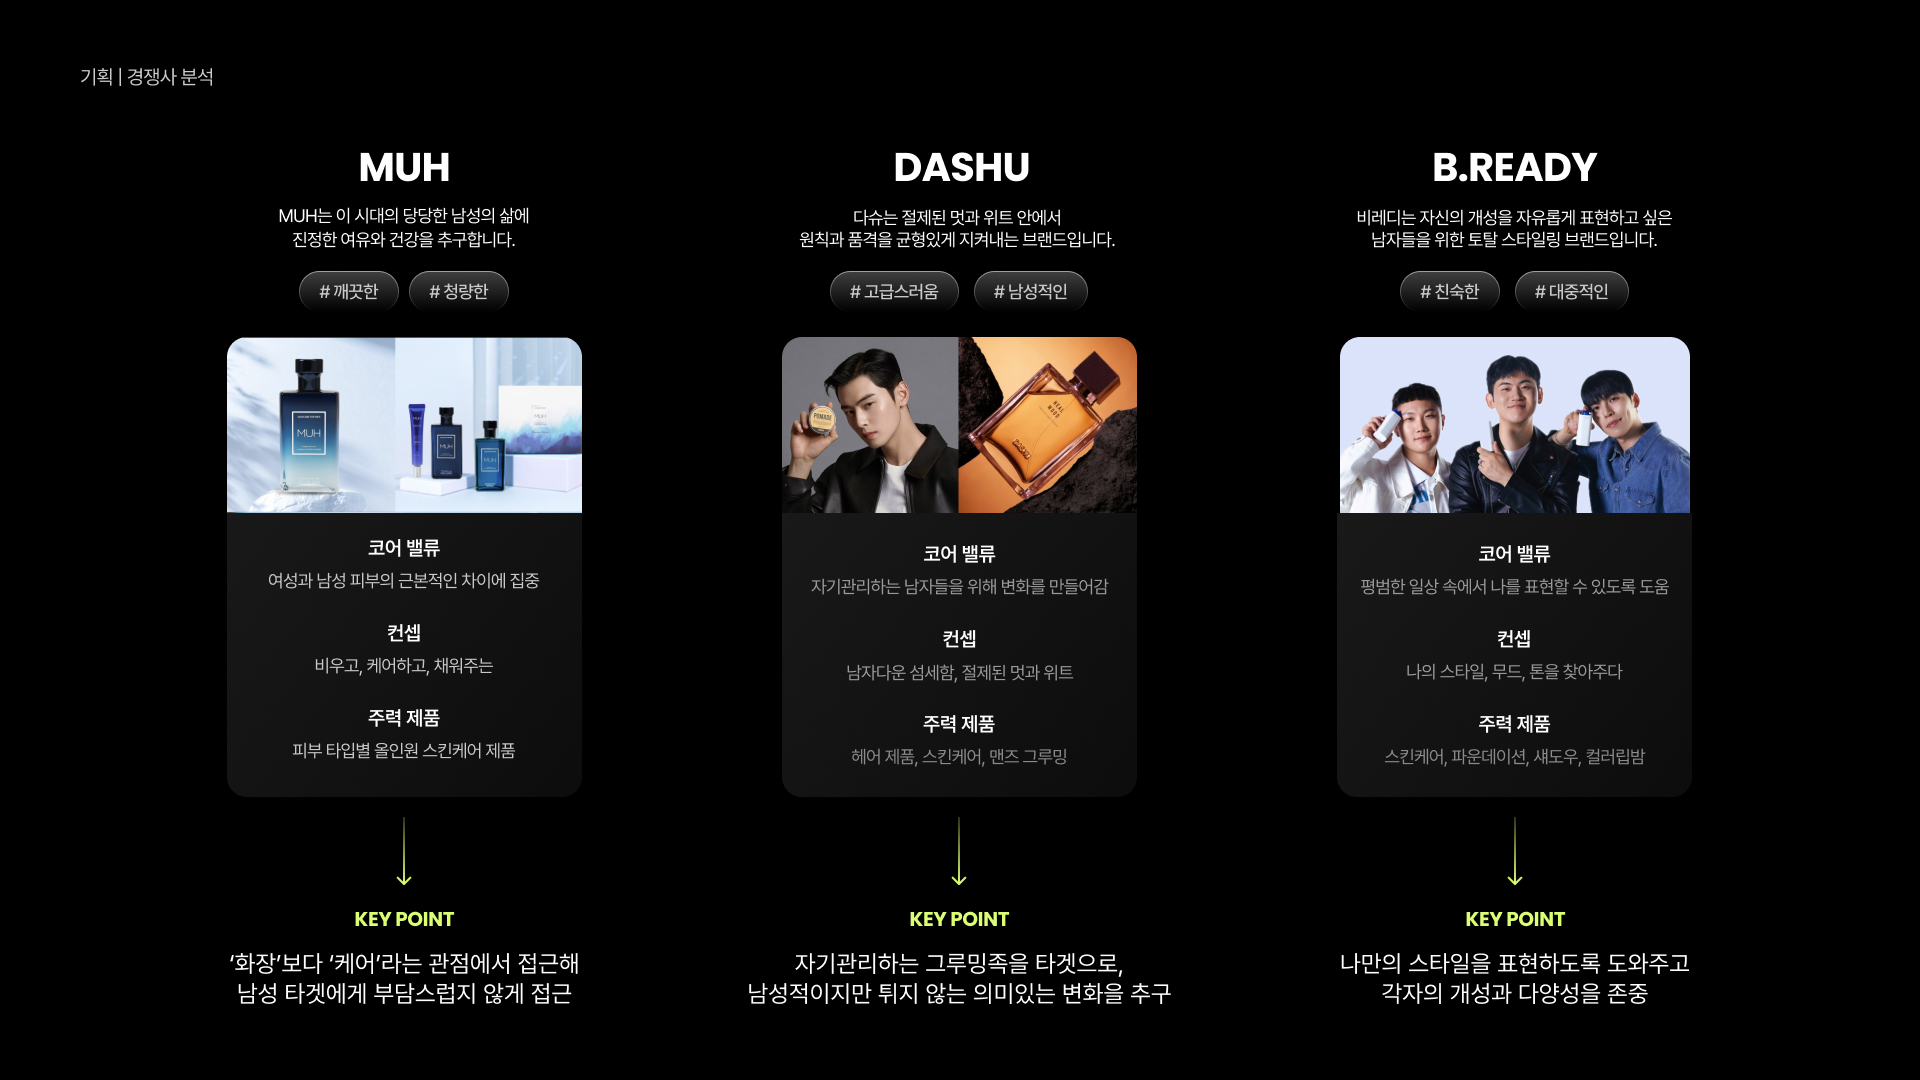 기획 | 경쟁사 분석
MUH
MUH는 이 시대의 당당한 남성의 삶에
진정한 여유와 건강을 추구합니다.
# 깨끗한
# 청량한
MUH
MUH
MUH
MUH
MUH
코어 밸류
여성과 남성 피부의 근본적인 차이에 집중
컨셉
비우고, 케어하고, 채워주는
주력 제품
피부 타입별 올인원 스킨케어 제품
KEY POINT
‘화장’보다 ‘케어’라는 관점에서 접근해
남성 타겟에게 부담스럽지 않게 접근
DASHU
다슈는 절제된 멋과 위트 안에서
원칙과 품격을 균형있게 지켜내는 브랜드입니다.
# 고급스러움
# 남성적인
POMADE
REAL
WOOD
DASHU
코어 밸류
자기관리하는 남자들을 위해 변화를 만들어감
컨셉
남자다운 섬세함, 절제된 멋과 위트
주력 제품
헤어 제품, 스킨케어, 맨즈 그루밍
KEY POINT
자기관리하는 그루밍족을 타겟으로,
남성적이지만 튀지 않는 의미있는 변화을 추구
B.READY
비레디는 자신의 개성을 자유롭게 표현하고 싶은
남자들을 위한 토탈 스타일링 브랜드입니다.
# 친숙한
# 대중적인
코어 밸류
평범한 일상 속에서 나를 표현할 수 있도록 도움
컨셉
나의 스타일, 무드, 톤을 찾아주다
주력 제품
스킨케어, 파운데이션, 섀도우, 컬러립밤
KEY POINT
나만의 스타일을 표현하도록 도와주고
각자의 개성과 다양성을 존중